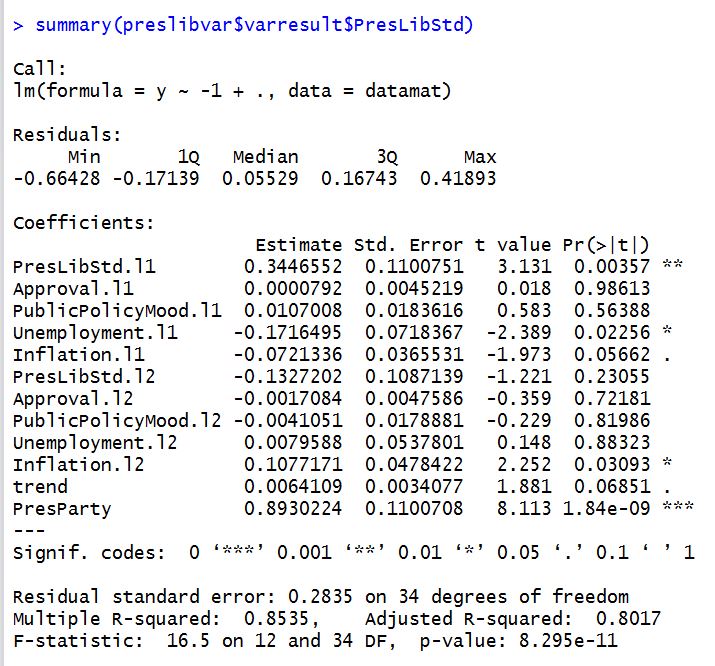 > summary(preslibvar$varresult$PresLibStd)
Call:
lm(formula = y ~ -1 + ., data = datamat)
Residuals:
Min 1Q Median 3Q Max
-0.66428 -0.17139 0.05529 0.16743 0.41893
Coefficients:
Estimate Std. Error t value Pr(>|t|)
PresLibStd.l1 0.3446552 0.1100751 3.131 0.00357 **
Approval.l1 0.0000792 0.0045219 0.018 0.98613
PublicPolicyMood.l1 0.0107008 0.0183616 0.583 0.56388
Unemployment.l1 -0.1716495 0.0718367 -2.389 0.02256 *
Inflation.l1 -0.0721336 0.0365531 -1.973 0.05662 .
PresLibStd.l2 -0.1327202 0.1087139 -1.221 0.23055
Approval.l2 -0.0017084 0.0047586 -0.359 0.72181
PublicPolicyMood.l2 -0.0041051 0.0178881 -0.229 0.81986
Unemployment.l2 0.0079588 0.0537801 0.148 0.88323
Inflation.l2 0.1077171 0.0478422 2.252 0.03093 *
trend 0.0064109 0.0034077 1.881 0.06851 .
PresParty 0.8930224 0.1100708 8.113 1.84e-09 ***
---
Signif. codes: 0 ‘***’ 0.001 ‘**’ 0.01 ‘*’ 0.05 ‘.’ 0.1 ‘ ’ 1
Residual standard error: 0.2835 on 34 degrees of freedom
Multiple R-squared: 0.8535, Adjusted R-squared: 0.8017
F-statistic: 16.5 on 12 and 34 DF, p-value: 8.295e-11